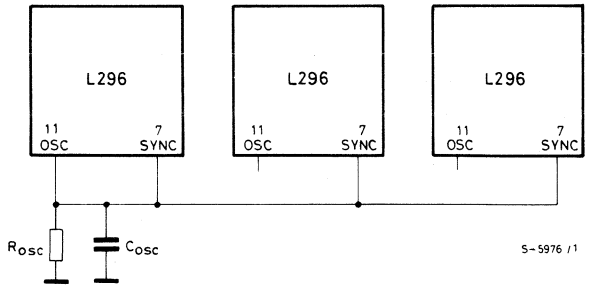 L296
L296
L296
11
OSC
7
SYNC
11
OSC
7
SYNC
11
OSC
7
SYNC
Rosc
Cosc
S-5976 /1